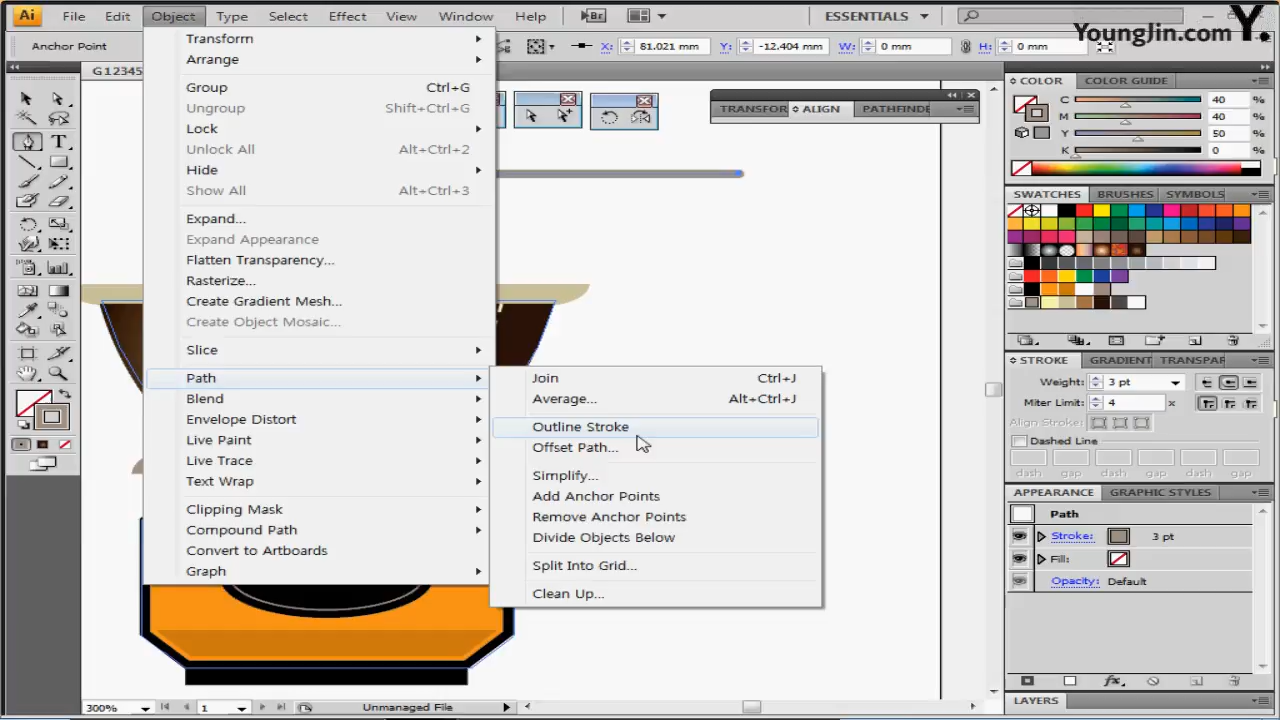 Ai File Edit Object Type Select Effect View Window Help Br ESSENTIALS
YoungJin.com Y.
Anchor Point X: 81.021 mm Y: -12.404 mm W: 0 mm H: 0 mm
G12345
Transform
Arrange
Group Ctrl+G
Ungroup Shift+Ctrl+G
Lock
Unlock All Alt+Ctrl+2
Hide
Show All Alt+Ctrl+3
Expand...
Expand Appearance
Flatten Transparency...
Rasterize...
Create Gradient Mesh...
Create Object Mosaic...
Slice
Path
Blend
Envelope Distort
Live Paint
Live Trace
Text Wrap
Clipping Mask
Compound Path
Convert to Artboards
Graph
Join Ctrl+J
Average... Alt+Ctrl+J
Outline Stroke
Offset Path...
Simplify...
Add Anchor Points
Remove Anchor Points
Divide Objects Below
Split Into Grid...
Clean Up...
TRANSFOR ALIGN PATHFINDE
COLOR COLOR GUIDE
C 40 %
M 40 %
Y 50 %
K 0 %
SWATCHES BRUSHES SYMBOLS
STROKE GRADIENT TRANSPAR
Weight: 3 pt
Miter Limit: 4 x
Align Stroke:
Dashed Line
dash gap dash gap dash gap
APPEARANCE GRAPHIC STYLES
Path
Stroke: 3 pt
Fill:
Opacity: Default
fx
LAYERS
300% 1 Unmanaged File